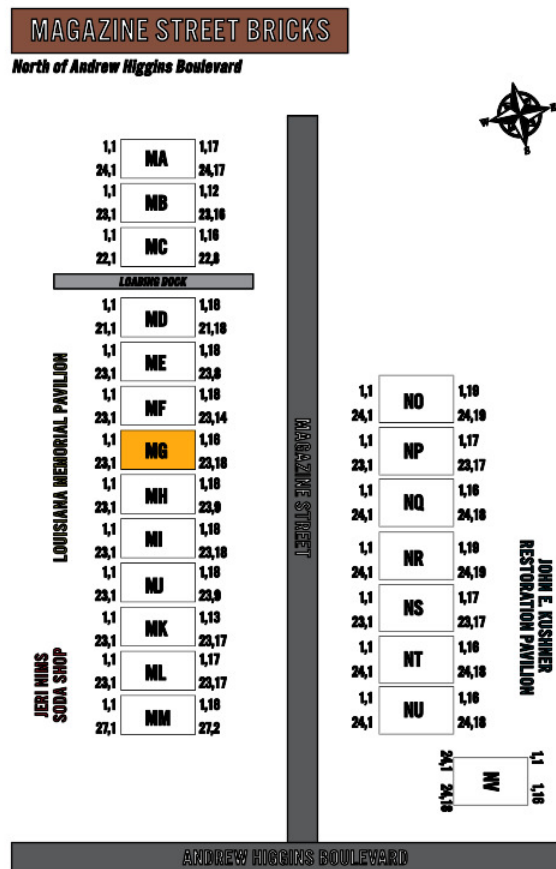 MAGAZINE STREET BRICKS
North of Andrew Higgins Boulevard
N
E
S
W
1,1 MA 1,17
24,1 24,17
1,1 MB 1,12
23,1 23,16
1,1 MC 1,16
22,1 22,8
LOADING DOCK
1,1 MD 1,18
21,1 21,18
1,1 ME 1,18
23,1 23,8
1,1 MF 1,18
23,1 23,14
1,1 MG 1,16
23,1 23,18
1,1 MH 1,18
23,1 23,9
1,1 MI 1,18
23,1 23,18
1,1 MJ 1,18
23,1 23,9
1,1 MK 1,13
23,1 23,17
1,1 ML 1,17
23,1 23,17
1,1 MM 1,18
27,1 27,2
LOUISIANA MEMORIAL PAVILION
JERI NIMS
SODA SHOP
MAGAZINE STREET
1,1 NO 1,19
24,1 24,19
1,1 NP 1,17
23,1 23,17
1,1 NQ 1,16
24,1 24,18
1,1 NR 1,19
24,1 24,19
1,1 NS 1,17
23,1 23,17
1,1 NT 1,16
24,1 24,18
1,1 NU 1,16
24,1 24,18
JOHN E. KUSHNER
RESTORATION PAVILION
24,1 NV 1,1
24,18 1,16
ANDREW HIGGINS BOULEVARD